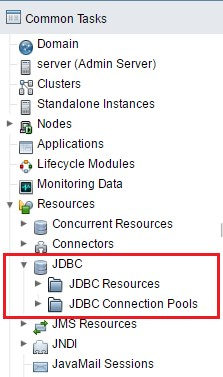 Common Tasks
Domain
server (Admin Server)
Clusters
Standalone Instances
Nodes
Applications
Lifecycle Modules
Monitoring Data
Resources
Concurrent Resources
Connectors
JDBC
JDBC Resources
JDBC Connection Pools
JMS Resources
JNDI
JavaMail Sessions